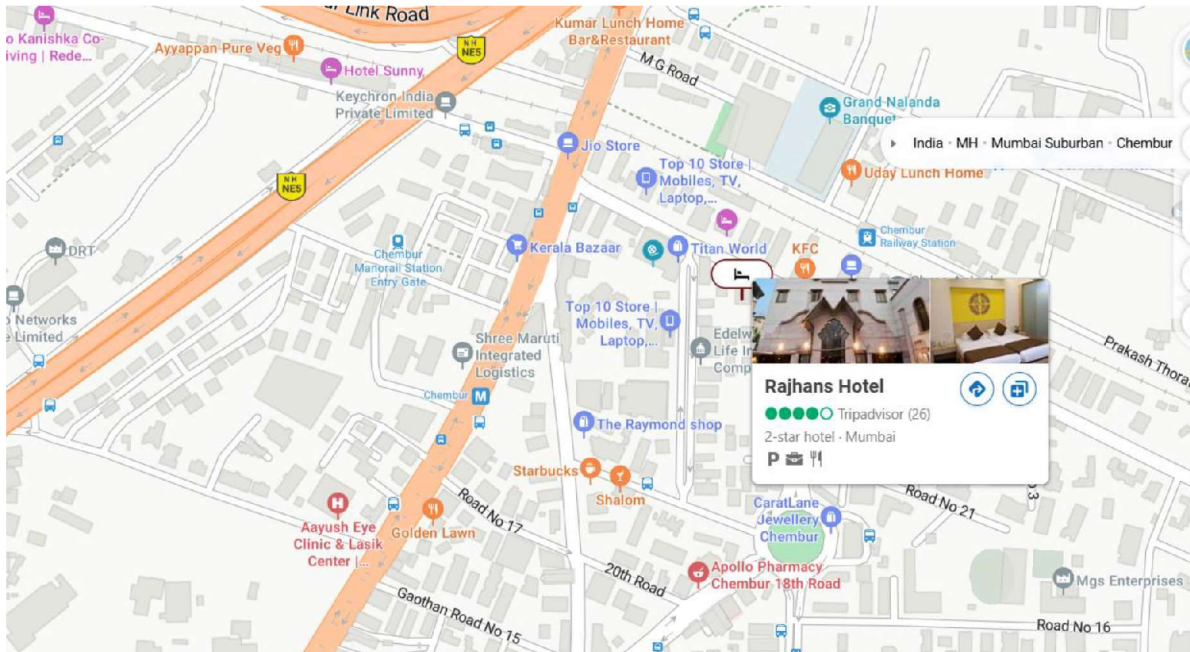 ur Link Road
Kumar Lunch Home
Bar&Restaurant
o Kanishka Co-
iving | Rede...
Ayyappan Pure Veg
N H
NE5
M G Road
Hotel Sunny
Keychron India
Private Limited
Grand Nalanda
Banquet
India · MH · Mumbai Suburban · Chembur
Jio Store
Top 10 Store |
Mobiles, TV,
Laptop,...
Uday Lunch Home
N H
NE5
DRT
Chembur
Manorail Station
Entry Gate
Kerala Bazaar
Titan World
KFC
Chembur
Railway Station
o Networks
e Limited
Top 10 Store |
Mobiles, TV,
Laptop,...
Edelw
Life In
Comp
Shree Maruti
Integrated
Logistics
Prakash Thora
Chembur
M
Rajhans Hotel
Tripadvisor (26)
2-star hotel · Mumbai
P
The Raymond shop
Starbucks
Shalom
Road No 17
Road No 21
o 3
CaratLane
Jewellery
Chembur
H
Aayush Eye
Clinic & Lasik
Center |...
Golden Lawn
20th Road
Apollo Pharmacy
Chembur 18th Road
Mgs Enterprises
Gaothan Road No 15
Road No 16